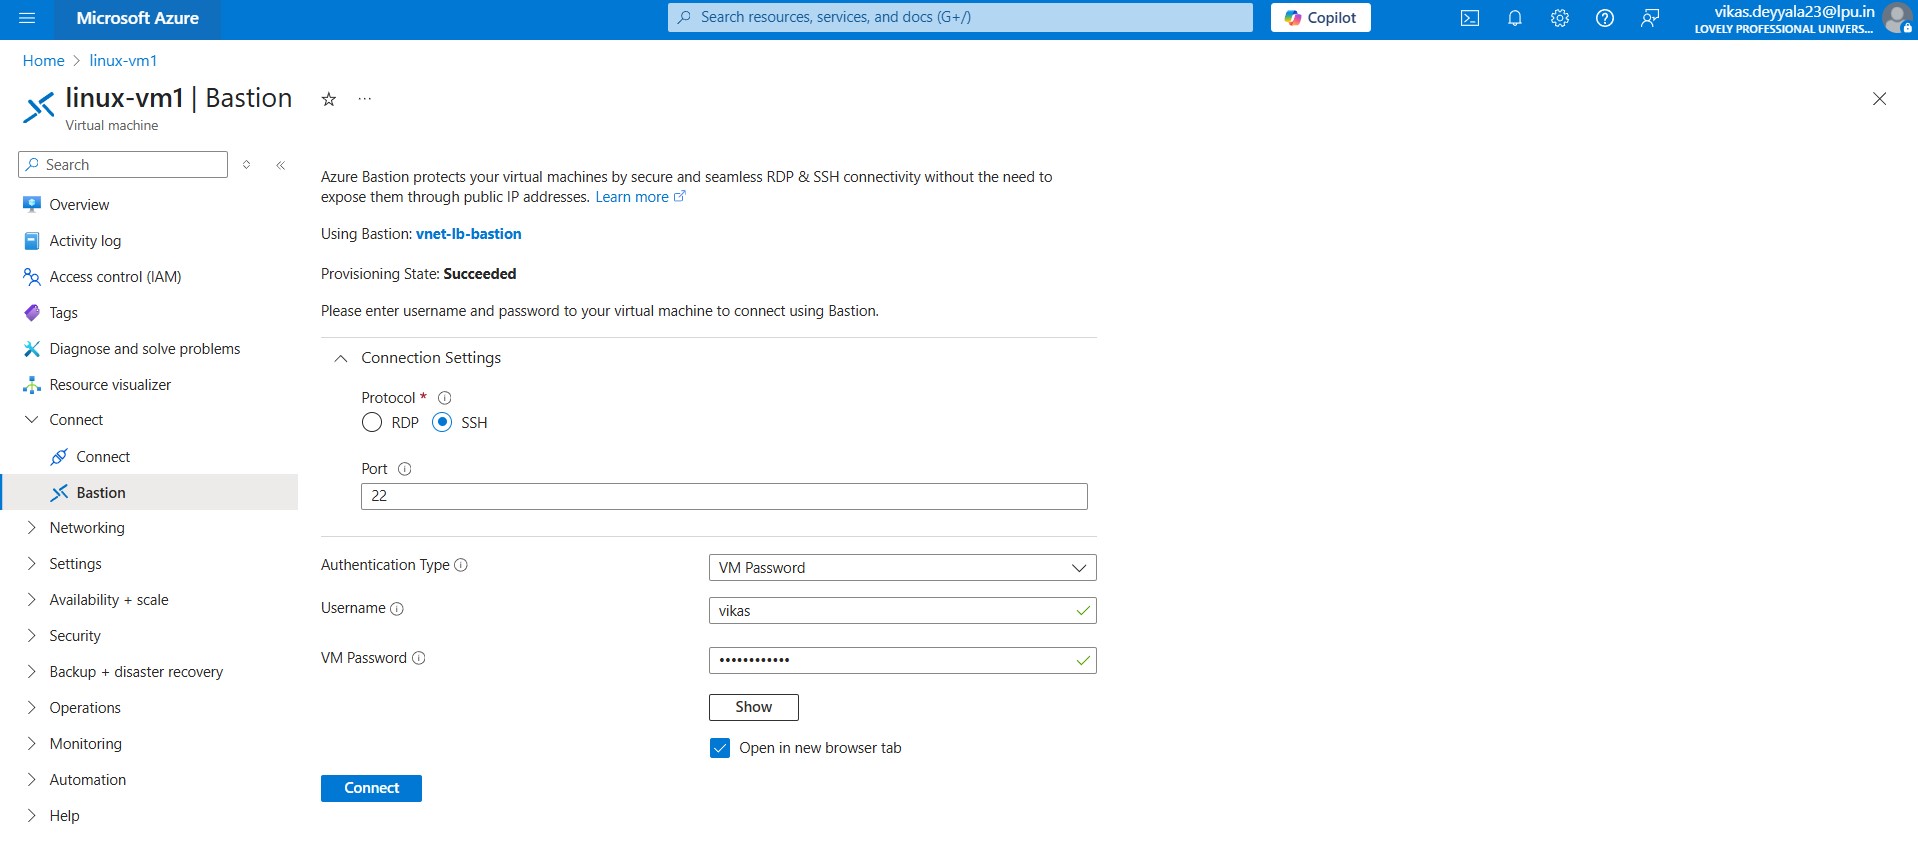 Microsoft Azure
Search resources, services, and docs (G+/)
Copilot
vikas.deyyala23@lpu.in
LOVELY PROFESSIONAL UNIVERS...
Home > linux-vm1
linux-vm1 | Bastion
Virtual machine
Search
Overview
Activity log
Access control (IAM)
Tags
Diagnose and solve problems
Resource visualizer
Connect
Connect
Bastion
Networking
Settings
Availability + scale
Security
Backup + disaster recovery
Operations
Monitoring
Automation
Help
Azure Bastion protects your virtual machines by secure and seamless RDP & SSH connectivity without the need to
expose them through public IP addresses. Learn more
Using Bastion: vnet-lb-bastion
Provisioning State: Succeeded
Please enter username and password to your virtual machine to connect using Bastion.
Connection Settings
Protocol *
RDP SSH
Port
22
Authentication Type
VM Password
Username
vikas
VM Password
••••••••••••
Show
Open in new browser tab
Connect